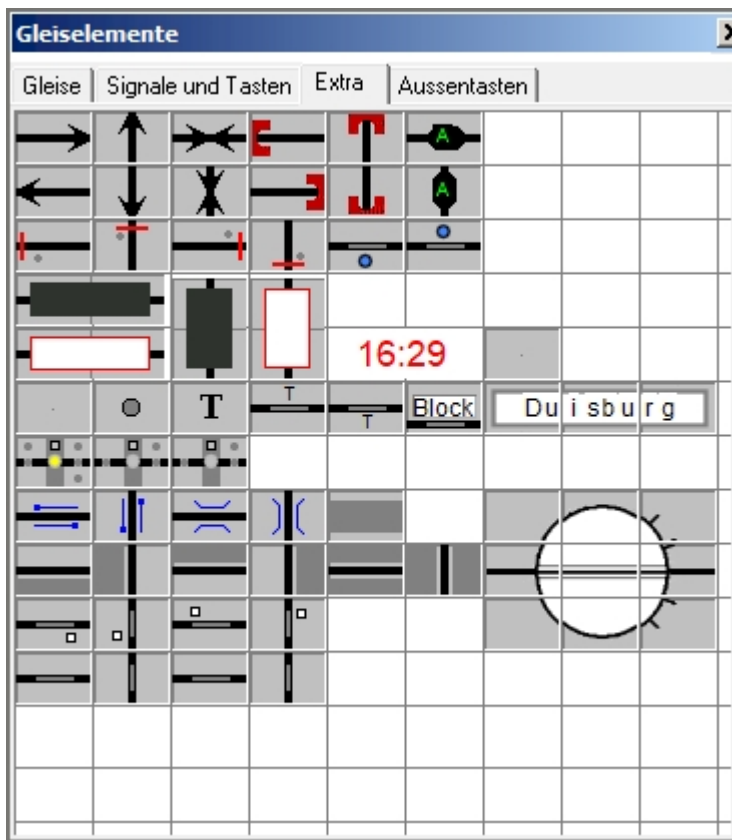 Gleiselemente
Gleise Signale und Tasten Extra Aussentasten
A
A
16:29
T T T Block Duisburg